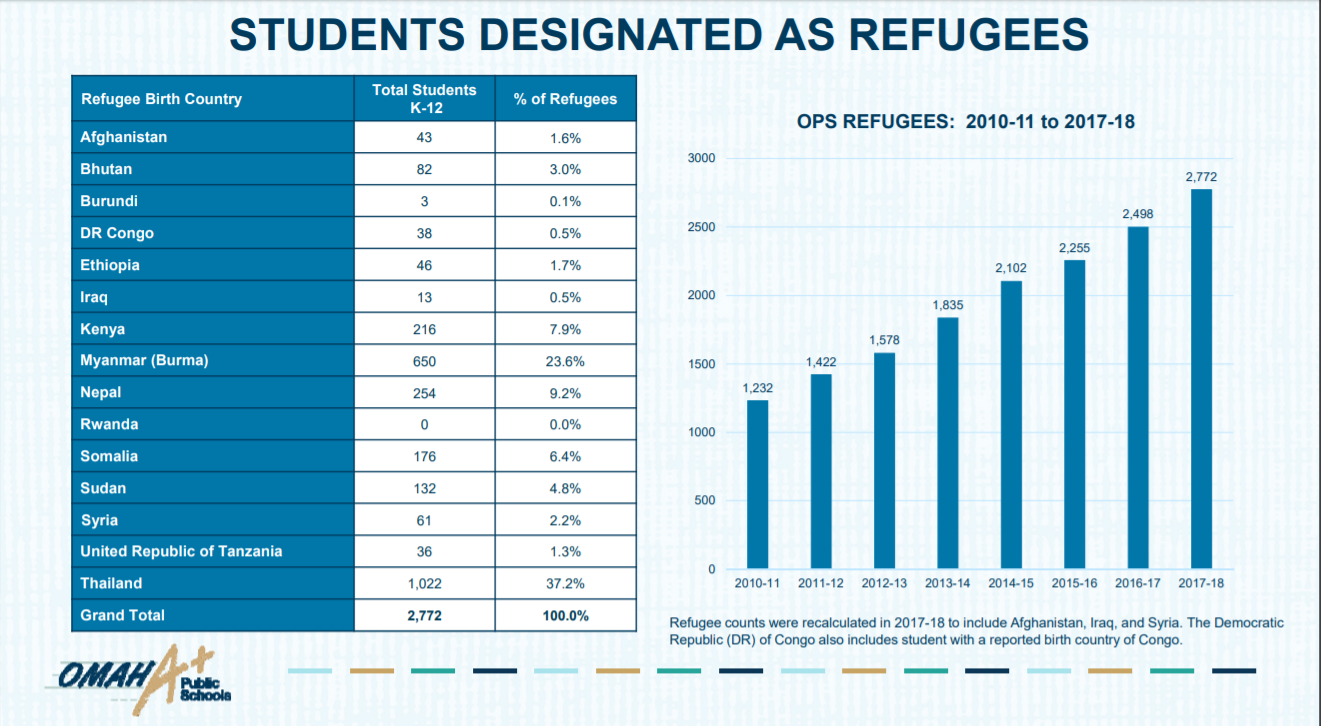 STUDENTS DESIGNATED AS REFUGEES
Refugee Birth Country Total Students K-12 % of Refugees
Afghanistan 43 1.6%
Bhutan 82 3.0%
Burundi 3 0.1%
DR Congo 38 0.5%
Ethiopia 46 1.7%
Iraq 13 0.5%
Kenya 216 7.9%
Myanmar (Burma) 650 23.6%
Nepal 254 9.2%
Rwanda 0 0.0%
Somalia 176 6.4%
Sudan 132 4.8%
Syria 61 2.2%
United Republic of Tanzania 36 1.3%
Thailand 1,022 37.2%
Grand Total 2,772 100.0%
OPS REFUGEES: 2010-11 to 2017-18
3000
2500
2000
1500
1000
500
0
1,232
1,422
1,578
1,835
2,102
2,255
2,498
2,772
2010-11 2011-12 2012-13 2013-14 2014-15 2015-16 2016-17 2017-18
Refugee counts were recalculated in 2017-18 to include Afghanistan, Iraq, and Syria. The Democratic
Republic (DR) of Congo also includes student with a reported birth country of Congo.
OMAHA+
Public
Schools